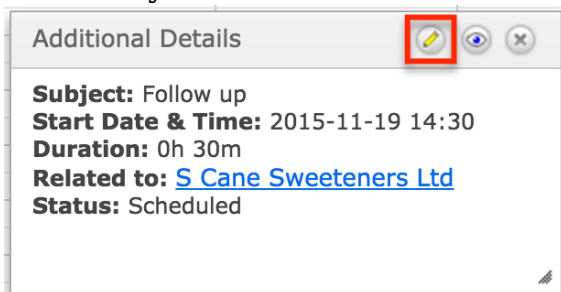 Additional Details
Subject: Follow up
Start Date & Time: 2015-11-19 14:30
Duration: 0h 30m
Related to: S Cane Sweeteners Ltd
Status: Scheduled